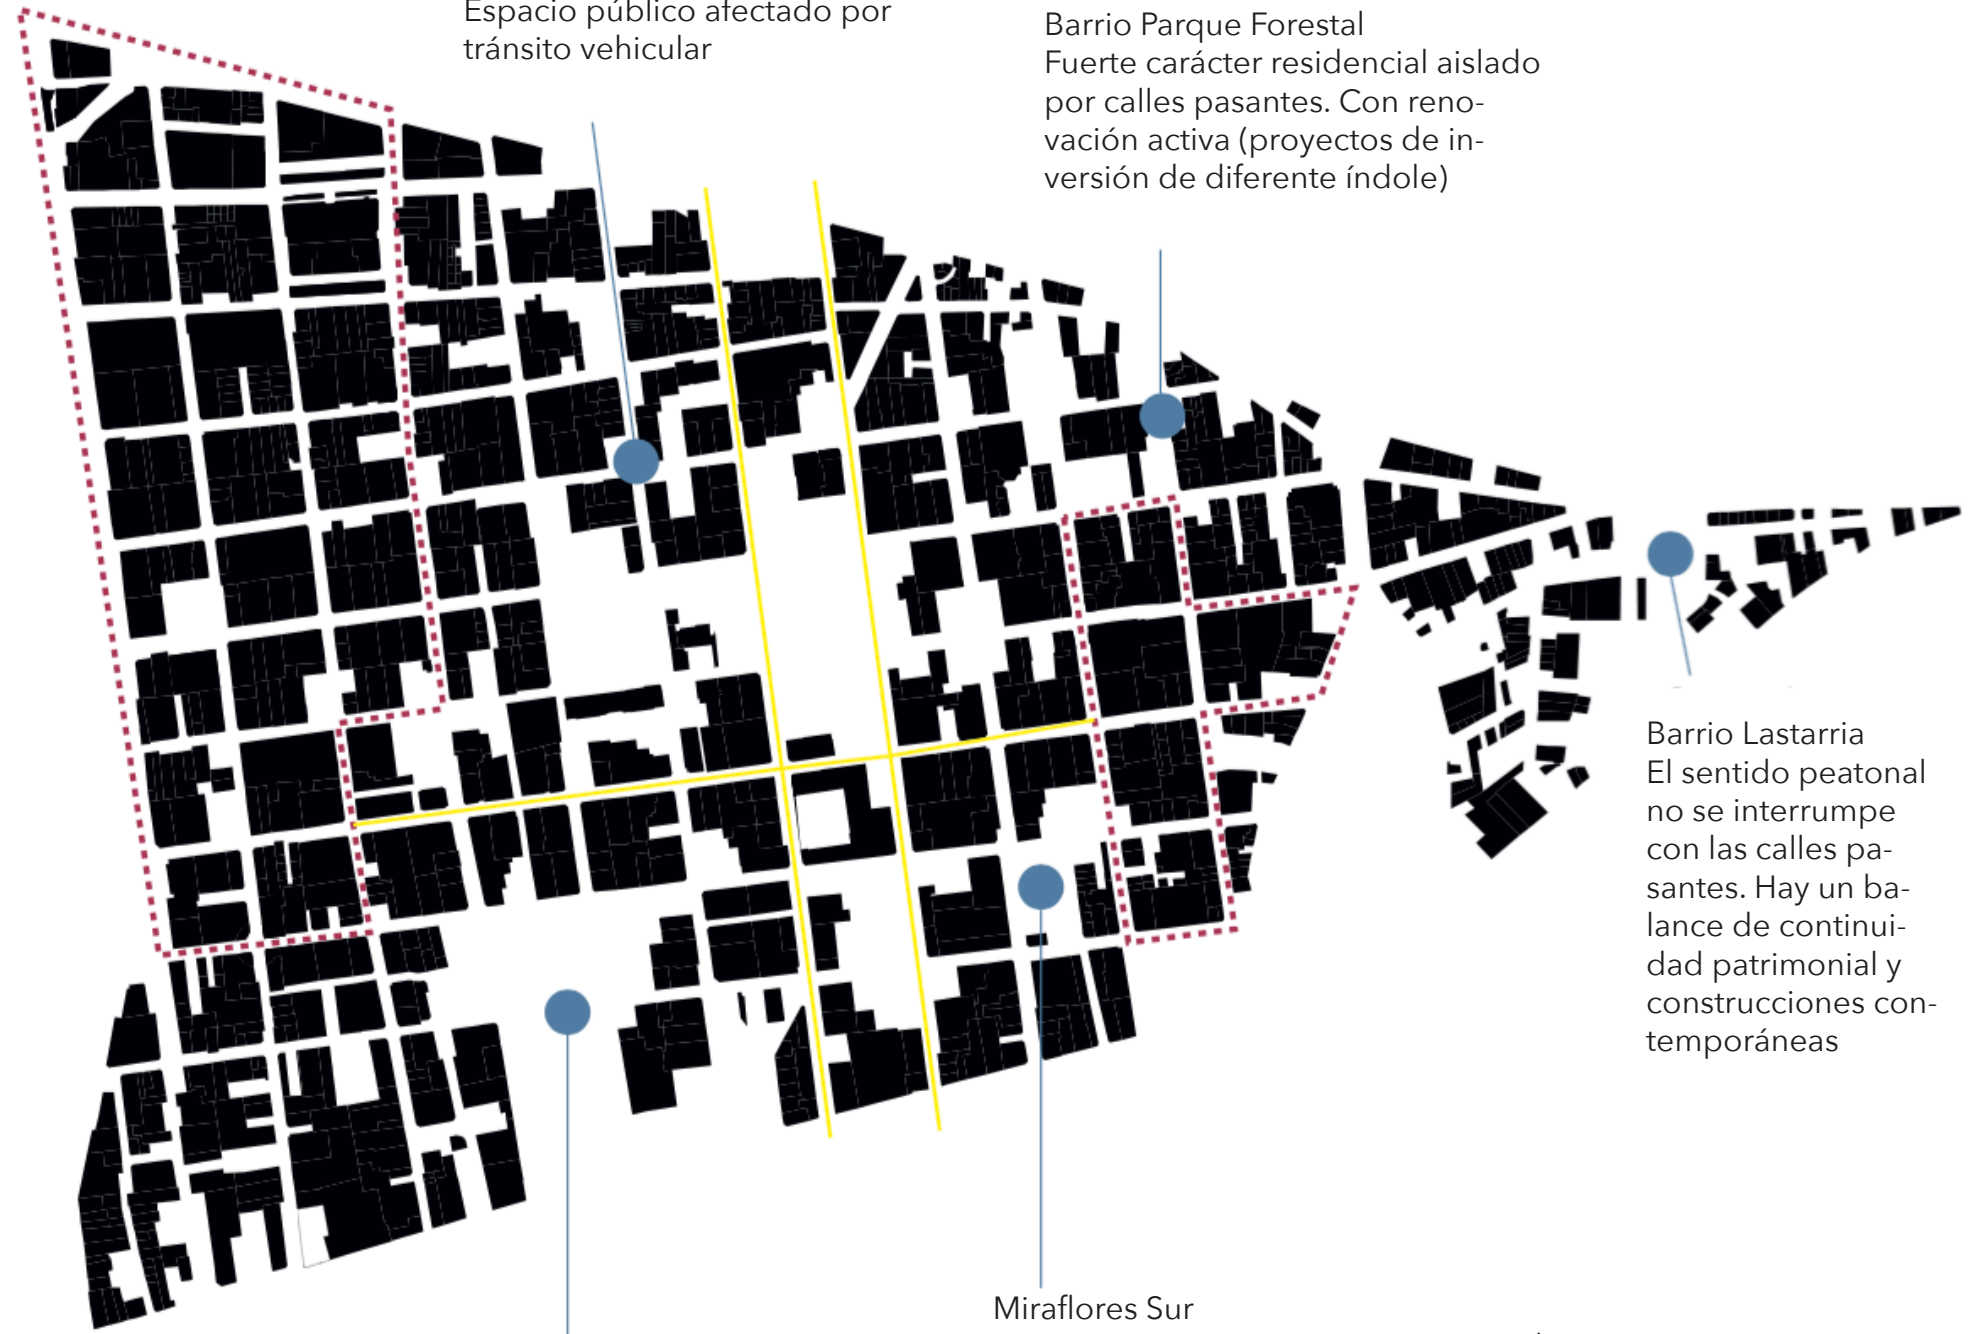 Espacio público afectado por
tránsito vehicular
Barrio Parque Forestal
Fuerte carácter residencial aislado
por calles pasantes. Con reno-
vación activa (proyectos de in-
versión de diferente índole)
Barrio Lastarria
El sentido peatonal
no se interrumpe
con las calles pa-
santes. Hay un ba-
lance de continui-
dad patrimonial y
construcciones con-
temporáneas
Miraflores Sur